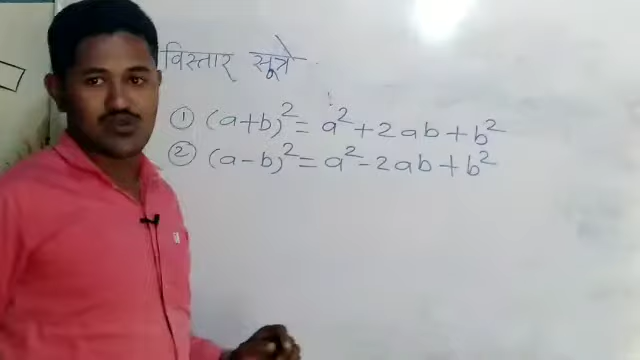 विस्तार सूत्रे
① (a+b)² = a² + 2ab + b²
② (a-b)² = a² - 2ab + b²